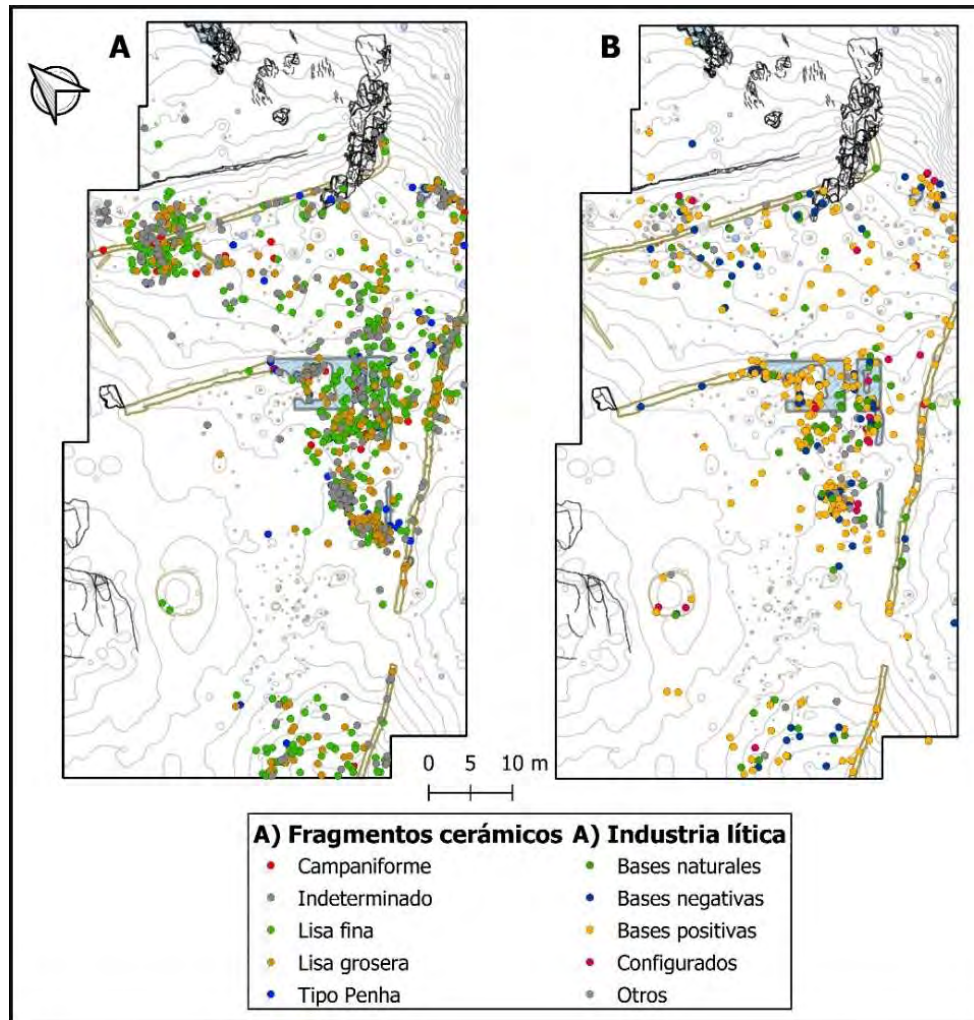 A
B
0 5 10 m
A) Fragmentos cerámicos
Campaniforme
Indeterminado
Lisa fina
Lisa grosera
Tipo Penha
A) Industria lítica
Bases naturales
Bases negativas
Bases positivas
Configurados
Otros